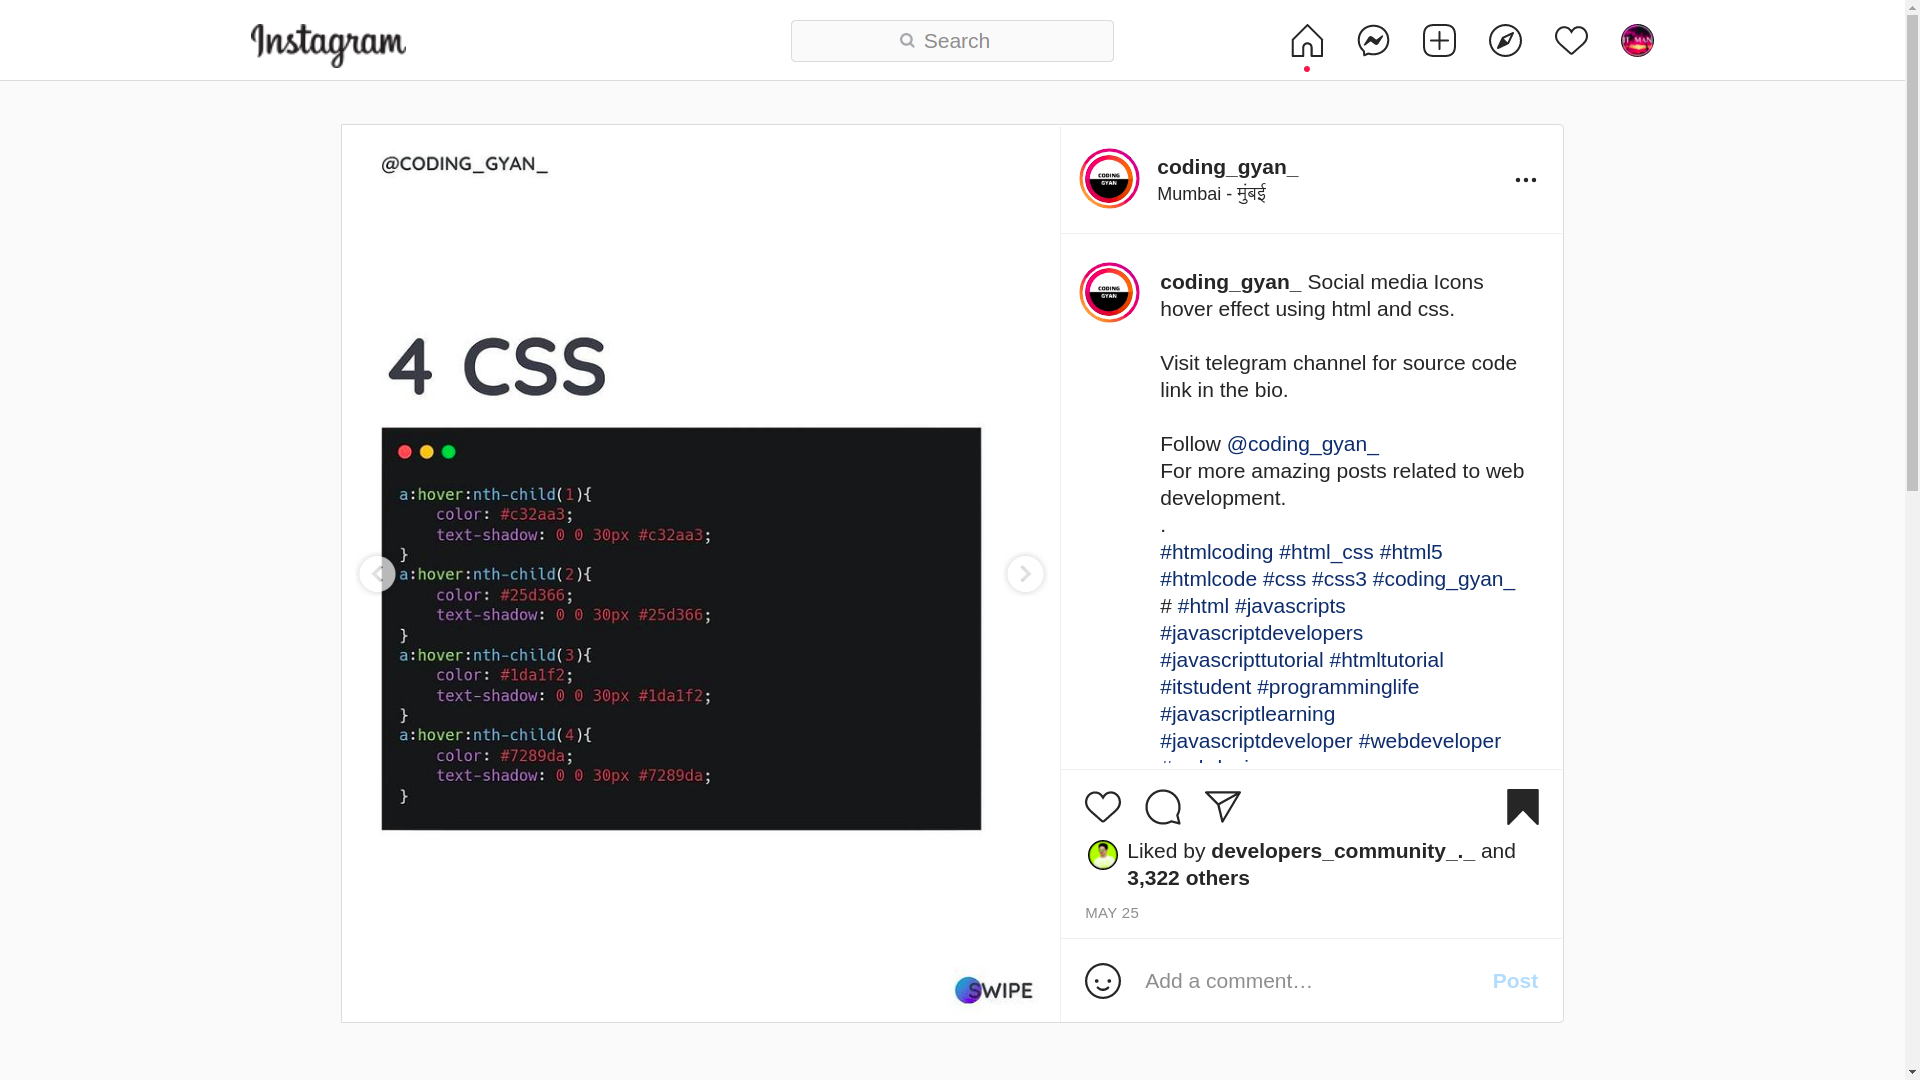 Instagram
Search
@CODING_GYAN_
4 CSS
a:hover:nth-child(1){
    color: #c32aa3;
    text-shadow: 0 0 30px #c32aa3;
}
a:hover:nth-child(2){
    color: #25d366;
    text-shadow: 0 0 30px #25d366;
}
a:hover:nth-child(3){
    color: #1da1f2;
    text-shadow: 0 0 30px #1da1f2;
}
a:hover:nth-child(4){
    color: #7289da;
    text-shadow: 0 0 30px #7289da;
}
SWIPE
CODING
GYAN
coding_gyan_
Mumbai - मुंबई
CODING
GYAN
coding_gyan_ Social media Icons
hover effect using html and css.
Visit telegram channel for source code
link in the bio.
Follow @coding_gyan_
For more amazing posts related to web
development.
.
#htmlcoding #html_css #html5
#htmlcode #css #css3 #coding_gyan_
# #html #javascripts
#javascriptdevelopers
#javascripttutorial #htmltutorial
#itstudent #programminglife
#javascriptlearning
#javascriptdeveloper #webdeveloper
Liked by developers_community_._ and
3,322 others
MAY 25
Add a comment…
Post